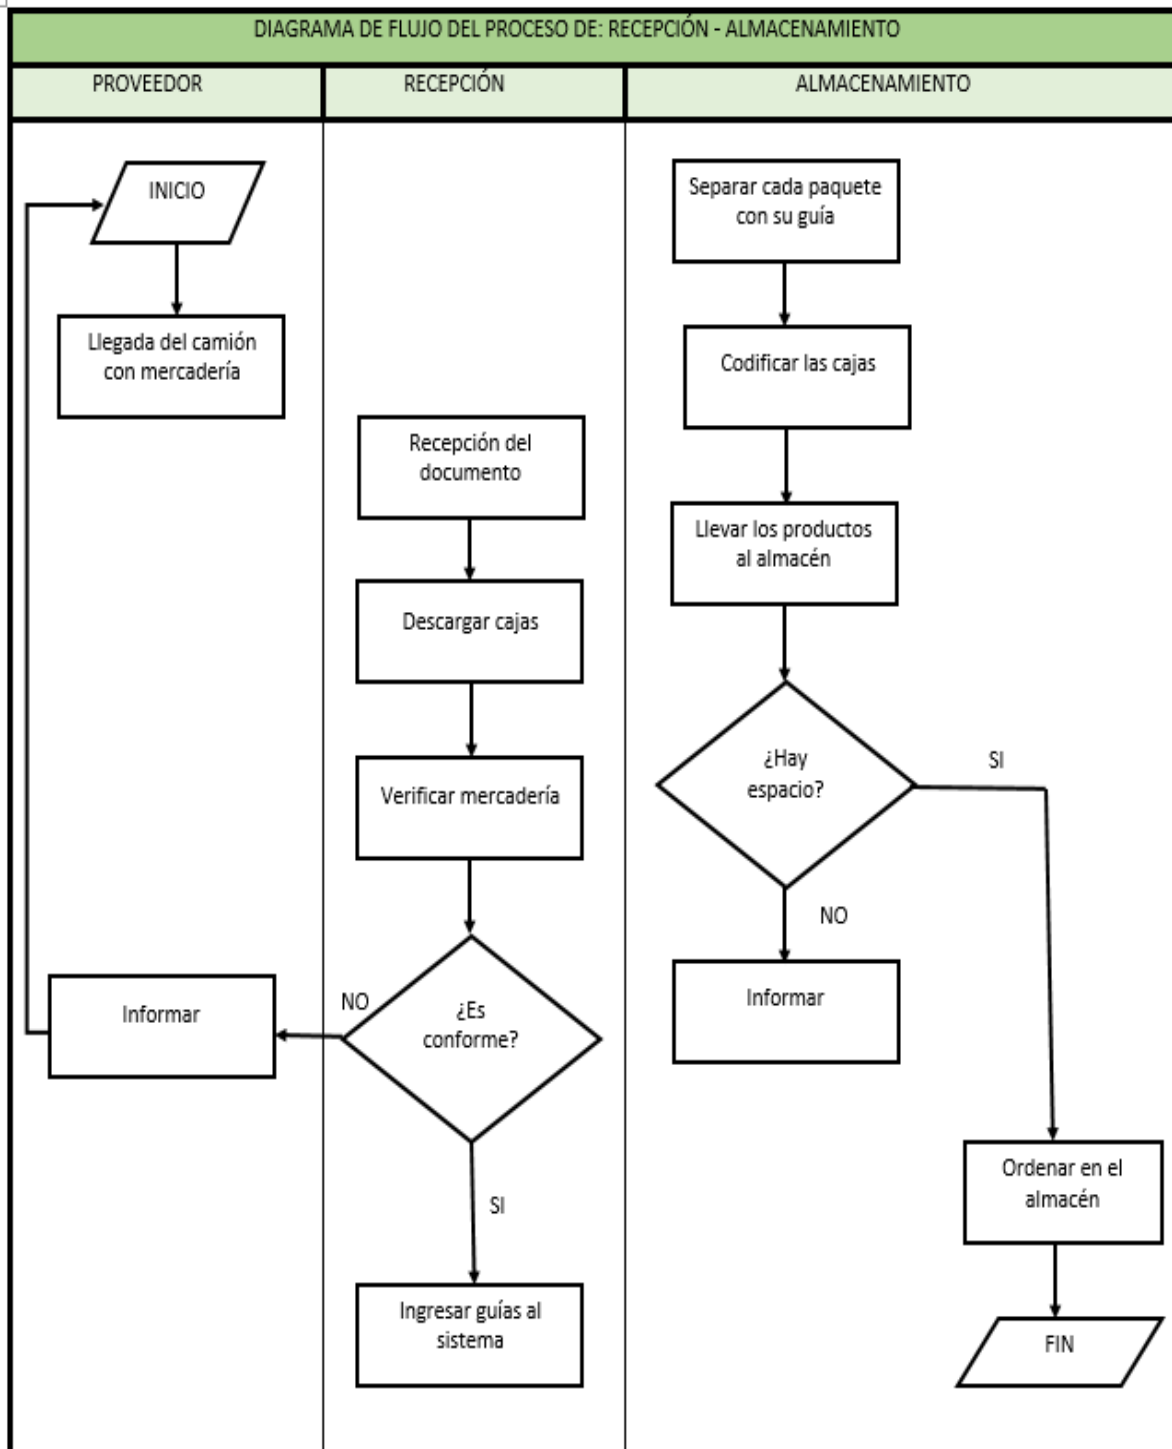 DIAGRAMA DE FLUJO DEL PROCESO DE: RECEPCIÓN - ALMACENAMIENTO
PROVEEDOR
RECEPCIÓN
ALMACENAMIENTO
INICIO
Llegada del camión
con mercadería
Informar
Recepción del
documento
Descargar cajas
Verificar mercadería
¿Es
conforme?
NO
SI
Ingresar guías al
sistema
Separar cada paquete
con su guía
Codificar las cajas
Llevar los productos
al almacén
¿Hay
espacio?
SI
NO
Informar
Ordenar en el
almacén
FIN